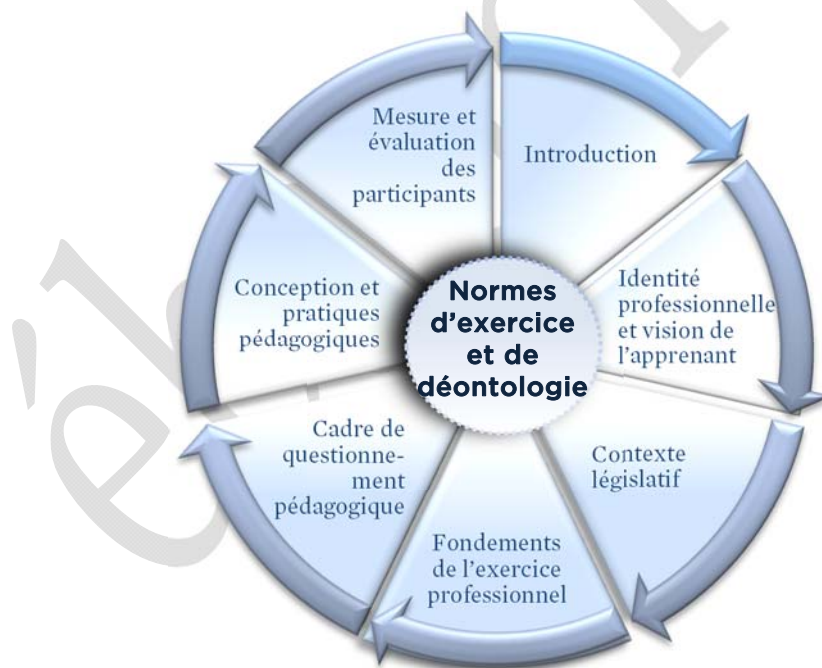 Introduction
Identité
professionnelle
et vision de
l'apprenant
Contexte
législatif
Fondements
de l'exercice
professionnel
Cadre de
questionne-
ment
pédagogique
Conception et
pratiques
pédagogiques
Mesure et
évaluation
des
participants
Normes
d'exercice
et de
déontologie